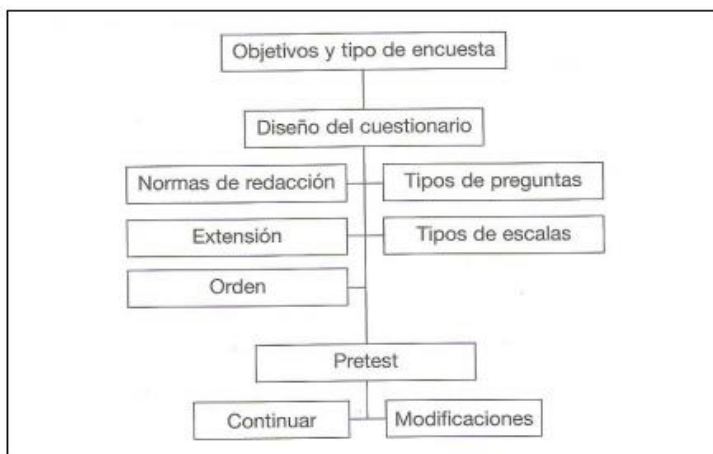 Objetivos y tipo de encuesta
Diseño del cuestionario
Normas de redacción
Tipos de preguntas
Extensión
Tipos de escalas
Orden
Pretest
Continuar
Modificaciones